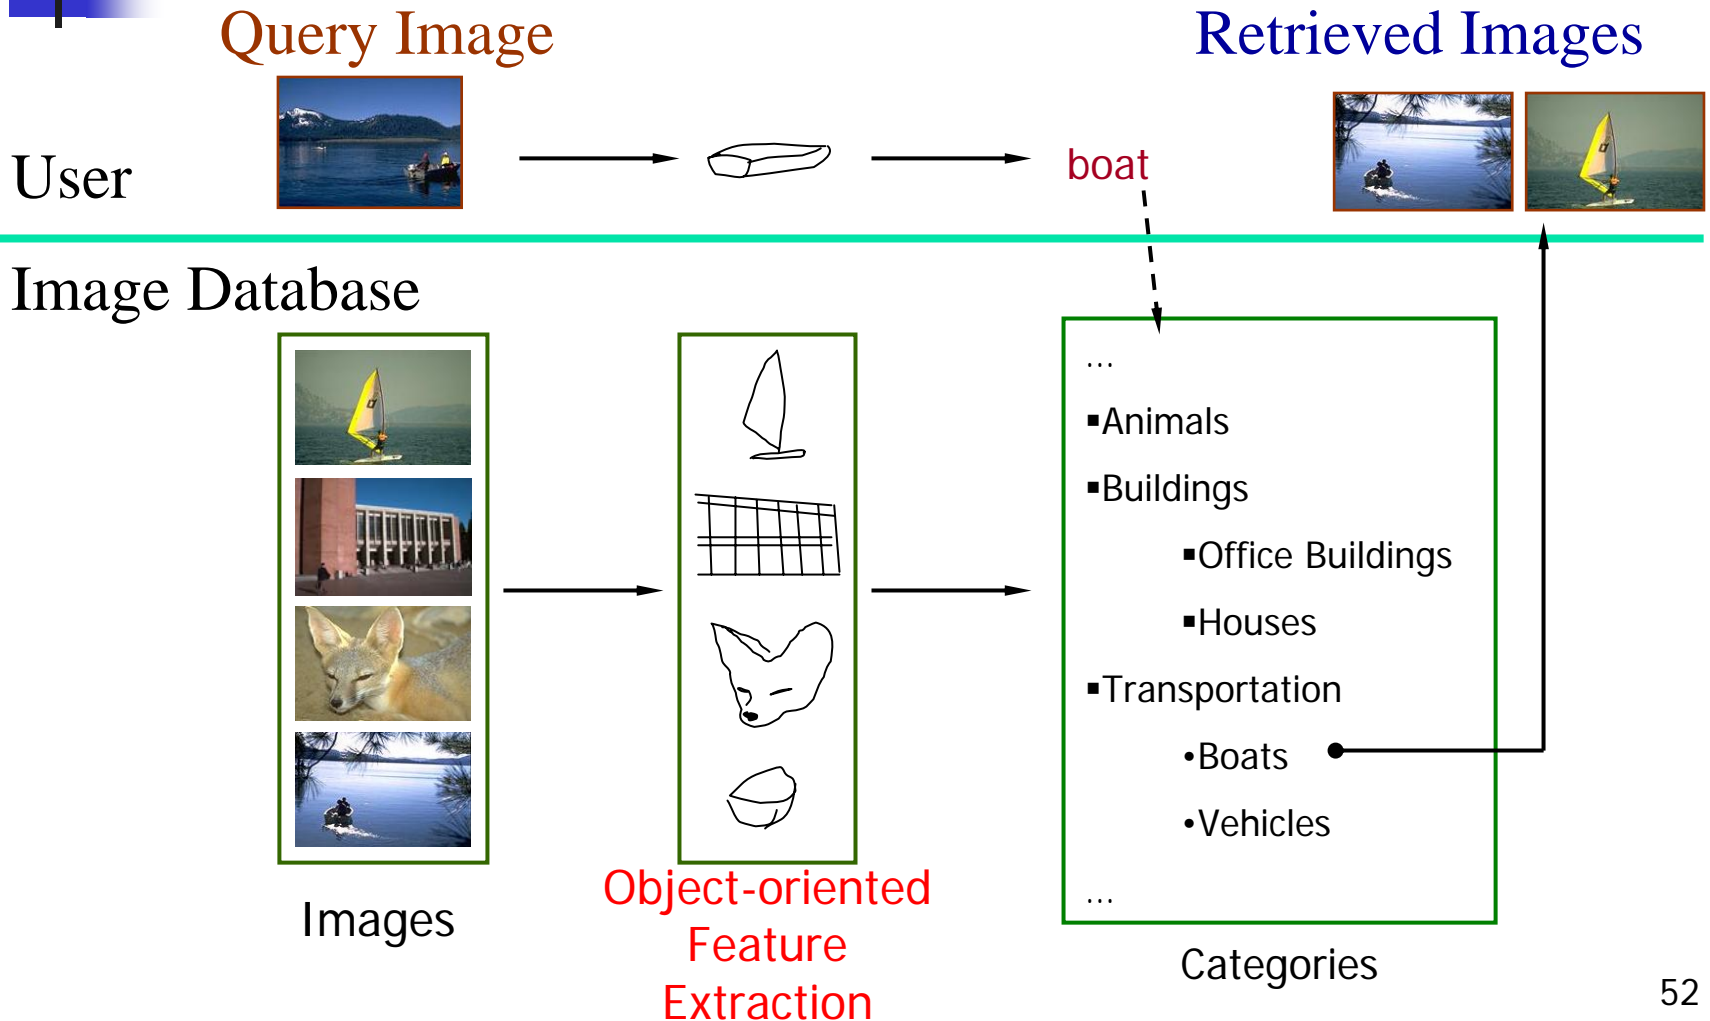 Query Image
Retrieved Images
User
boat
Image Database
...
▪Animals
▪Buildings
▪Office Buildings
▪Houses
▪Transportation
•Boats
•Vehicles
...
Images
Object-oriented
Feature
Extraction
Categories
52